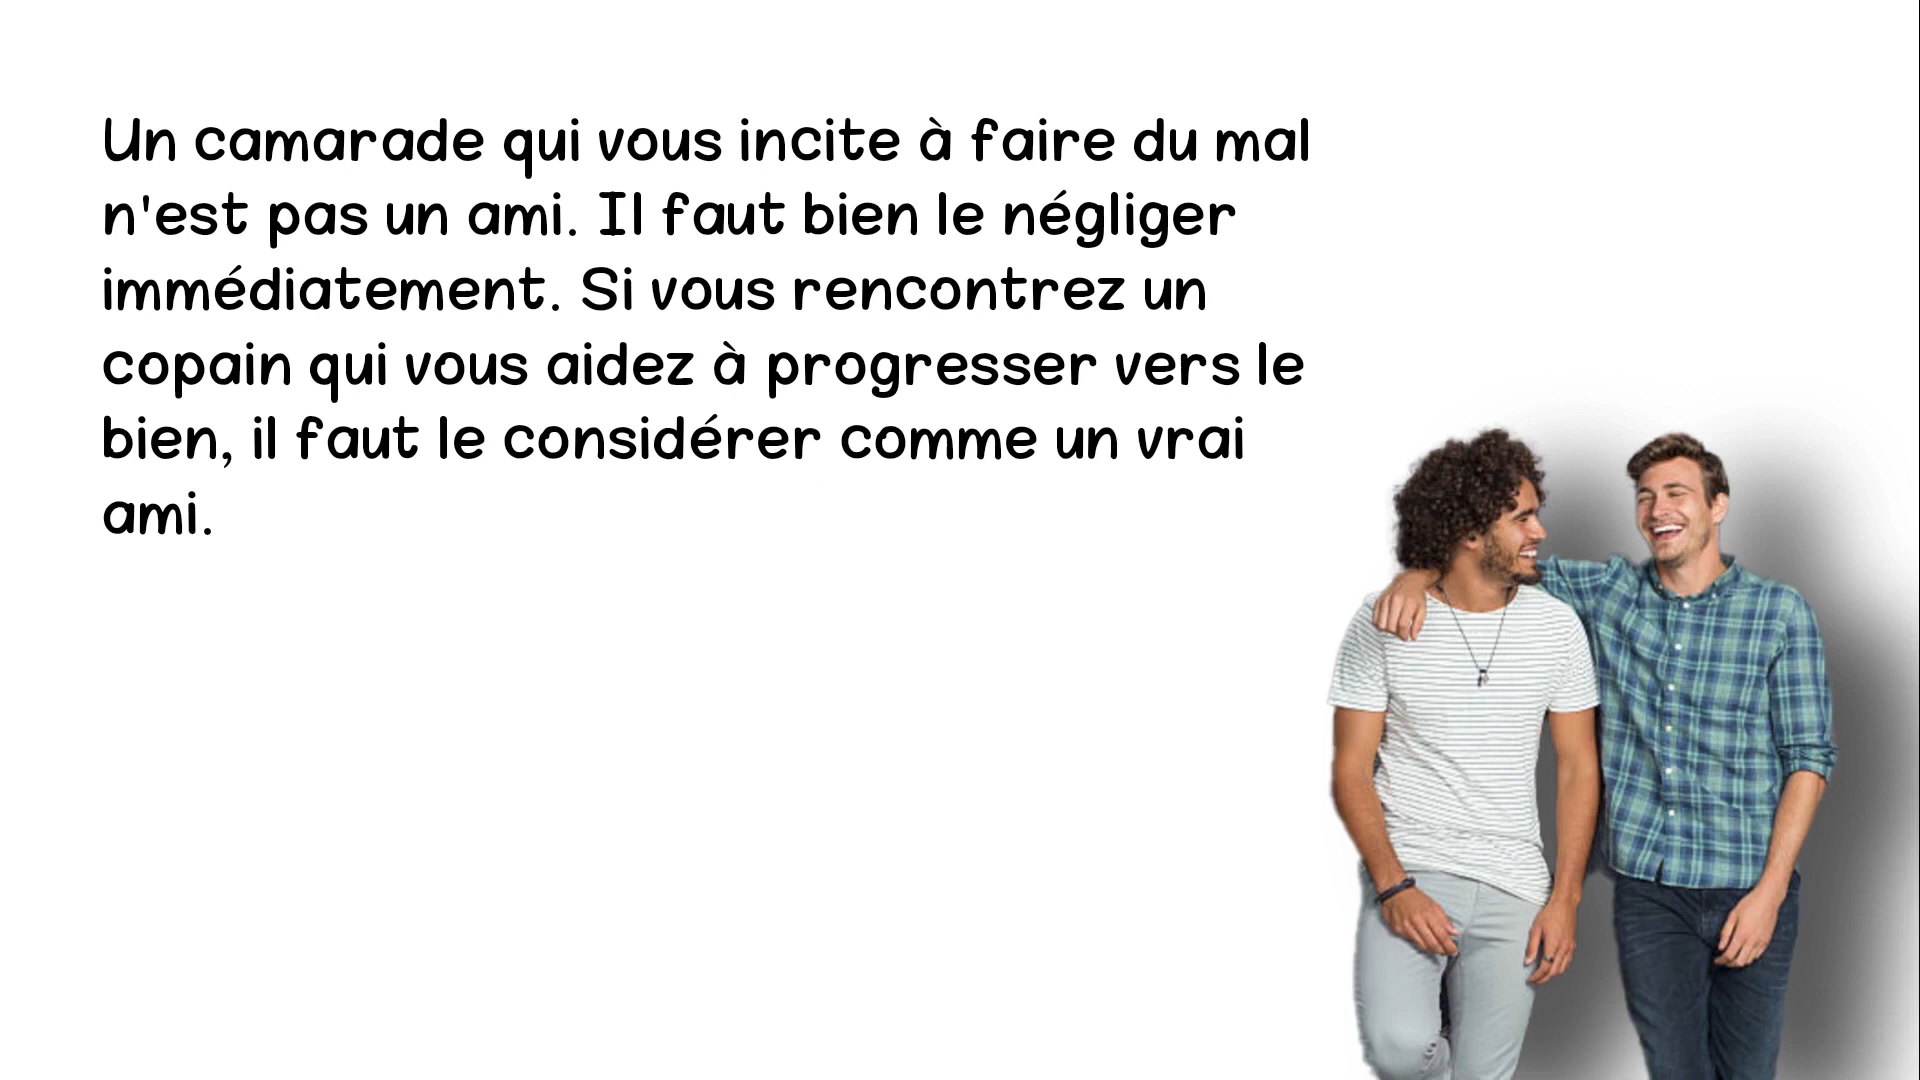 Un camarade qui vous incite à faire du mal
n'est pas un ami. Il faut bien le négliger
immédiatement. Si vous rencontrez un
copain qui vous aidez à progresser vers le
bien, il faut le considérer comme un vrai
ami.